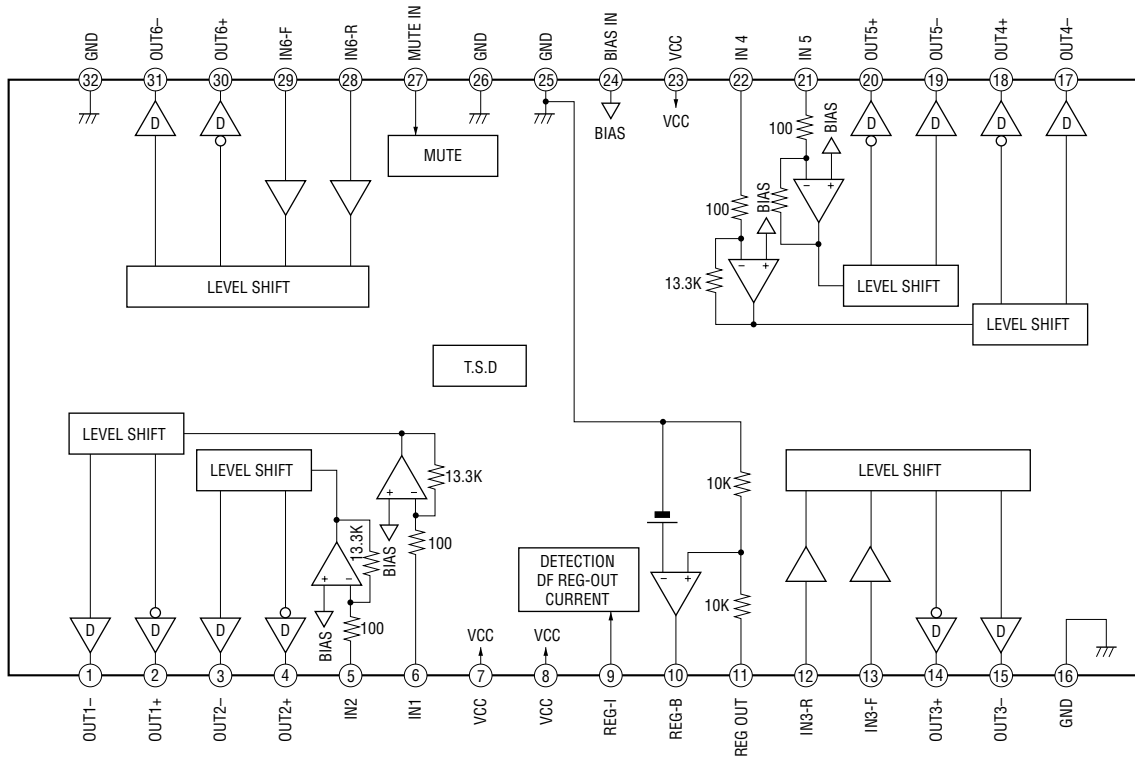 GND
OUT6–
OUT6+
IN6-F
IN6-R
MUTE IN
GND
GND
BIAS IN
VCC
IN 4
IN 5
OUT5+
OUT5–
OUT4+
OUT4–
32
31
30
29
28
27
26
25
24
23
22
21
20
19
18
17
D
D
BIAS
VCC
100
BIAS
D
D
D
D
MUTE
– +
BIAS
100
– +
13.3K
LEVEL SHIFT
LEVEL SHIFT
LEVEL SHIFT
T.S.D
LEVEL SHIFT
LEVEL SHIFT
13.3K
+ –
LEVEL SHIFT
10K
13.3K
BIAS
100
+ –
DETECTION
DF REG-OUT
CURRENT
– +
10K
BIAS
100
VCC
VCC
D
D
D
D
D
D
1
2
3
4
5
6
7
8
9
10
11
12
13
14
15
16
OUT1–
OUT1+
OUT2–
OUT2+
IN2
IN1
VCC
VCC
REG-I
REG-B
REG OUT
IN3-R
IN3-F
OUT3+
OUT3–
GND